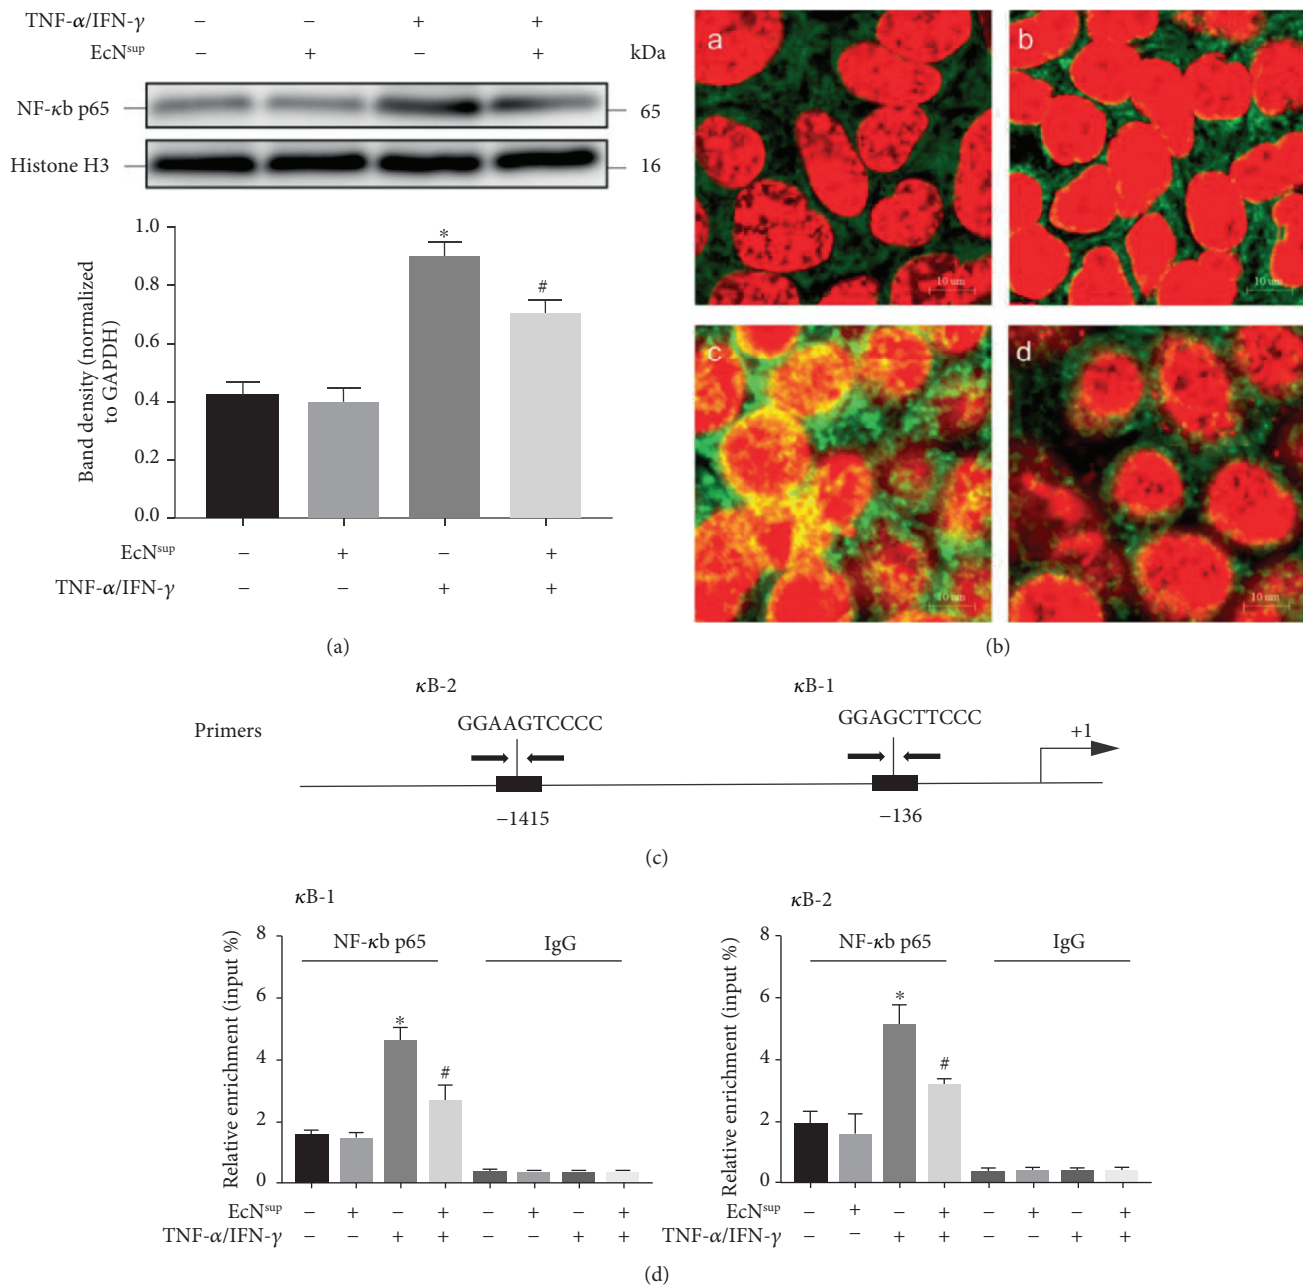 TNF-α/IFN-γ − − + +
EcNsup − + − + kDa
NF-κb p65 65
Histone H3 16
Band density (normalized
to GAPDH)
1.0
0.8
0.6
0.4
0.2
0.0
*
#
EcNsup − + − +
TNF-α/IFN-γ − − + +
(a)
a
10 um
b
10 um
c
10 um
d
10 um
(b)
κB-2 κB-1
Primers GGAAGTCCCC GGAGCTTCCC
+1
−1415 −136
(c)
κB-1
Relative enrichment (input %)
8
6
4
2
0
NF-κb p65 IgG
*
#
EcNsup − + − + − + − +
TNF-α/IFN-γ − − + + − − + +
κB-2
Relative enrichment (input %)
8
6
4
2
0
NF-κb p65 IgG
*
#
EcNsup − + − + − + − +
TNF-α/IFN-γ − − + + − − + +
(d)